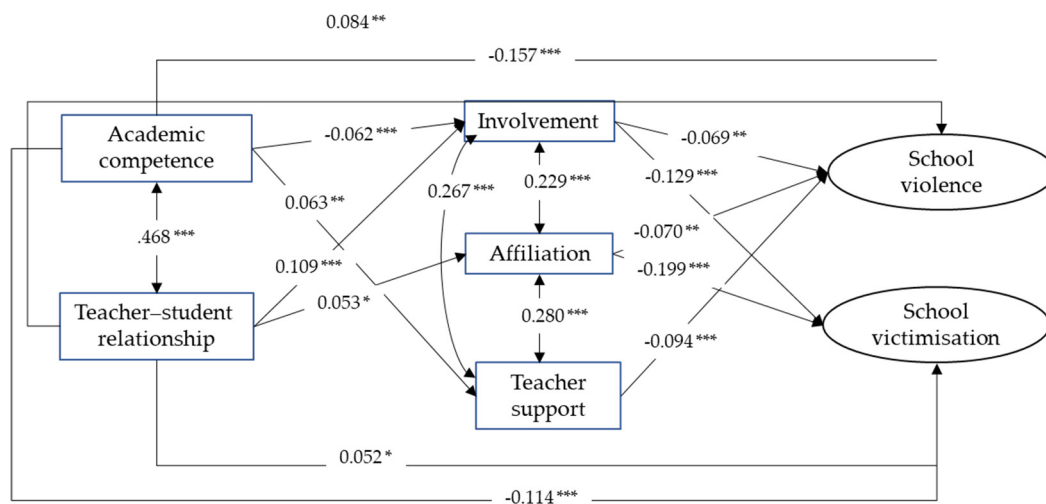 0.084 **
-0.157 ***
Involvement
Academic
competence
-0.062 ***
-0.069 **
School
violence
-0.129 ***
0.063 **
0.267 ***
0.229 ***
.468 ***
-0.070 **
Affiliation
0.109 ***
-0.199 ***
0.053 *
Teacher–student
relationship
0.280 ***
School
victimisation
-0.094 ***
Teacher
support
0.052 *
-0.114 ***